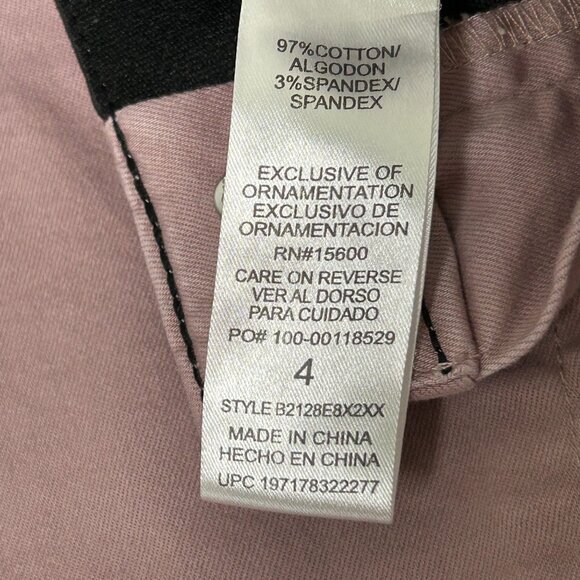 97%COTTON/
ALGODON
3%SPANDEX/
SPANDEX
EXCLUSIVE OF
ORNAMENTATION
EXCLUSIVO DE
ORNAMENTACION
RN#15600
CARE ON REVERSE
VER AL DORSO
PARA CUIDADO
PO# 100-00118529
4
STYLE B2128E8X2XX
MADE IN CHINA
HECHO EN CHINA
UPC 197178322277